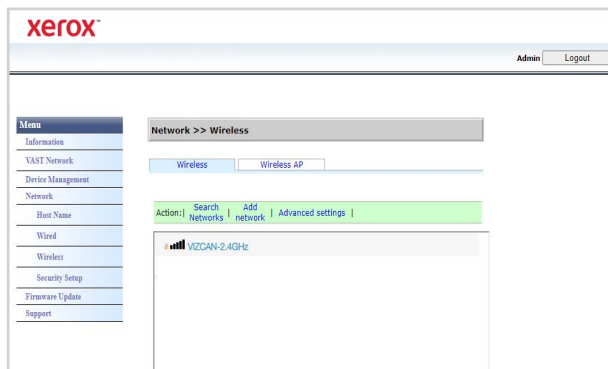 xerox™
Admin Logout
Menu
Information
VAST Network
Device Management
Network
Host Name
Wired
Wireless
Security Setup
Firmware Update
Support
Network >> Wireless
Wireless Wireless AP
Action:| Search Networks | Add network | Advanced settings |
VIZCAN-2.4GHz